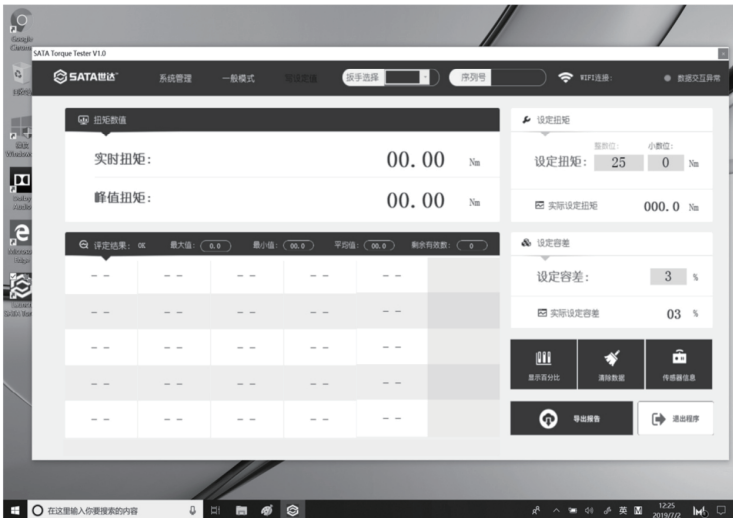 Google
Chrome
SATA Torque Tester V1.0
SATA世达
系统管理
一般模式
扳手选择
序列号
WIFI连接:
数据交互异常
扭矩数值
实时扭矩:
00.00
Nm
峰值扭矩:
00.00
Nm
设定扭矩
整数位:
小数位:
设定扭矩:
25
0
Nm
实际设定扭矩
000.0
Nm
评定结果:
OK
最大值:
0.0
最小值:
00.0
平均值:
00.0
剩余有效数:
0
-- -- -- --
-- -- -- --
-- -- -- --
-- -- -- --
-- -- -- --
设定容差
设定容差:
3
%
实际设定容差
03
%
显示百分比
清除数据
传感器信息
导出报告
退出程序
在这里输入你要搜索的内容
英
M
12:25
2019/7/2